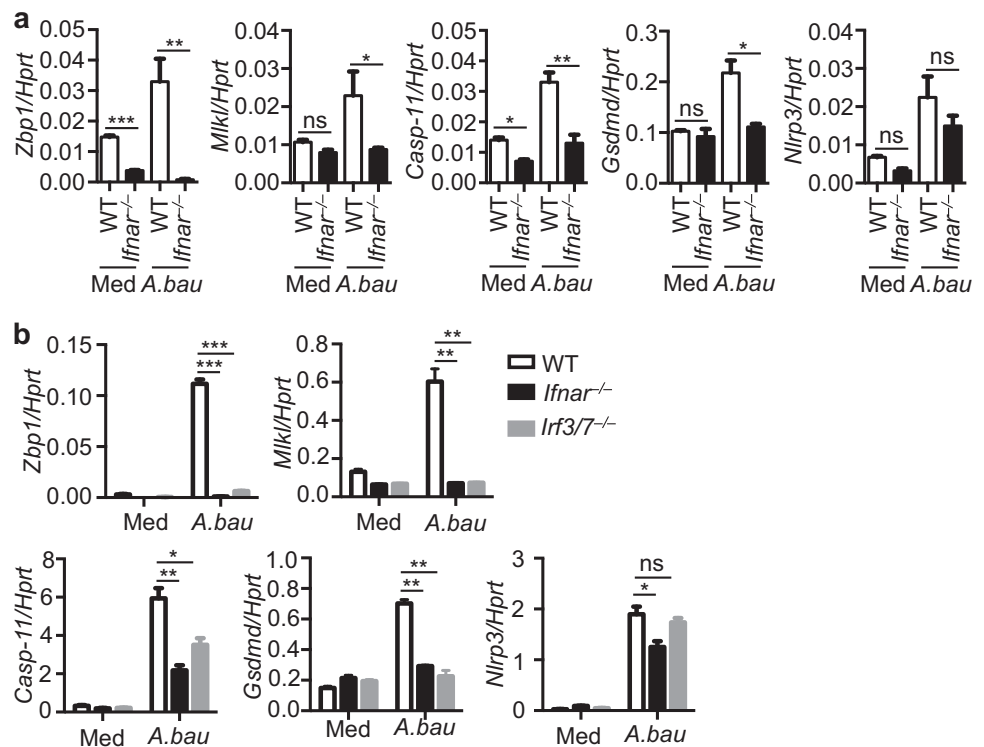 a
Zbp1/Hprt
0.05
0.04
0.03
0.02
0.01
0.00
***
**
WT
Ifnar–/–
WT
Ifnar–/–
Med A.bau
Mlkl/Hprt
0.04
0.03
0.02
0.01
0.00
ns
*
WT
Ifnar–/–
WT
Ifnar–/–
Med A.bau
Casp-11/Hprt
0.05
0.04
0.03
0.02
0.01
0.00
*
**
WT
Ifnar–/–
WT
Ifnar–/–
Med A.bau
Gsdmd/Hprt
0.3
0.2
0.1
0.0
ns
*
WT
Ifnar–/–
WT
Ifnar–/–
Med A.bau
Nlrp3/Hprt
0.04
0.03
0.02
0.01
0.00
ns
ns
WT
Ifnar–/–
WT
Ifnar–/–
Med A.bau
b
Zbp1/Hprt
0.15
0.10
0.05
0.00
***
***
Med A.bau
Mlkl/Hprt
0.8
0.6
0.4
0.2
0.0
**
**
Med A.bau
WT
Ifnar–/–
Irf3/7–/–
Casp-11/Hprt
8
6
4
2
0
*
**
Med A.bau
Gsdmd/Hprt
1.0
0.8
0.6
0.4
0.2
0.0
**
**
Med A.bau
Nlrp3/Hprt
3
2
1
0
ns
*
Med A.bau